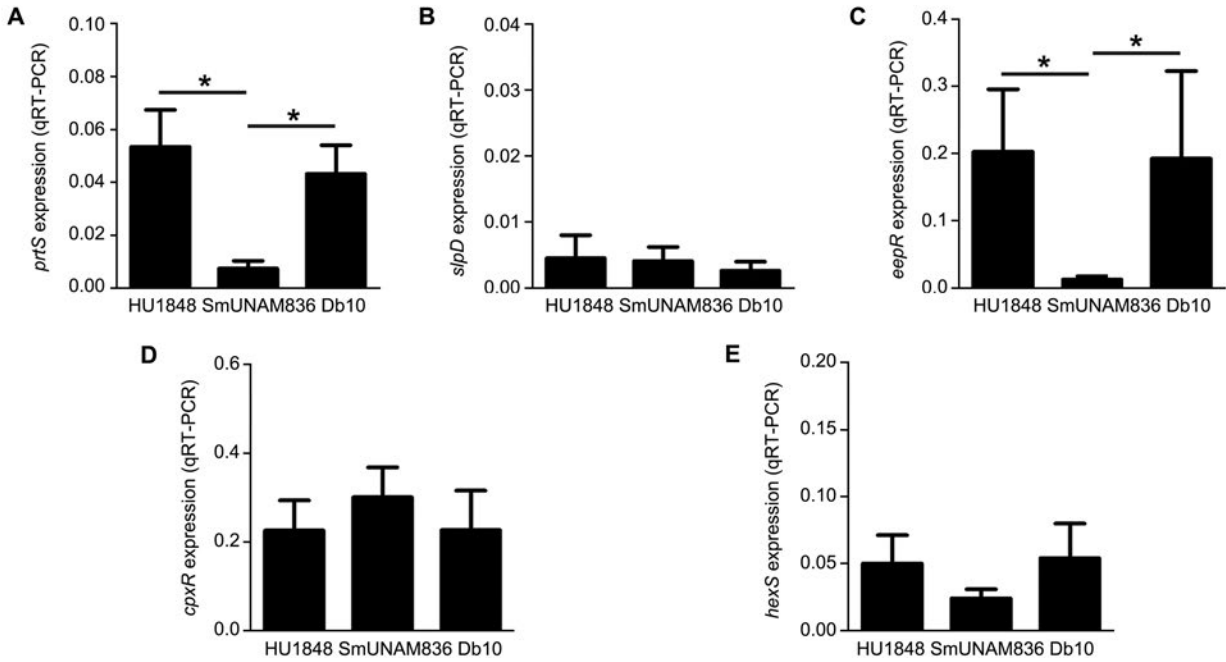 A
prtS expression (qRT-PCR)
0.10
0.08
0.06
0.04
0.02
0.00
*
*
HU1848 SmUNAM836 Db10
B
slpD expression (qRT-PCR)
0.04
0.03
0.02
0.01
0.00
HU1848 SmUNAM836 Db10
C
eepR expression (qRT-PCR)
0.4
0.3
0.2
0.1
0.0
*
*
HU1848 SmUNAM836 Db10
D
cpxR expression (qRT-PCR)
0.6
0.4
0.2
0.0
HU1848 SmUNAM836 Db10
E
hexS expression (qRT-PCR)
0.20
0.15
0.10
0.05
0.00
HU1848 SmUNAM836 Db10